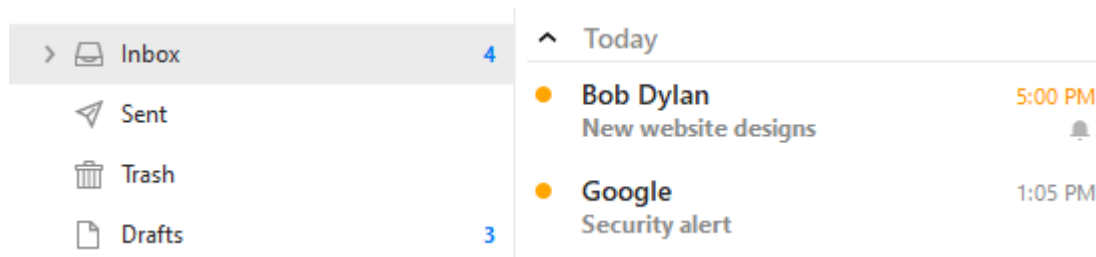 Inbox 4
Sent
Trash
Drafts 3
Today
Bob Dylan 5:00 PM
New website designs
Google 1:05 PM
Security alert